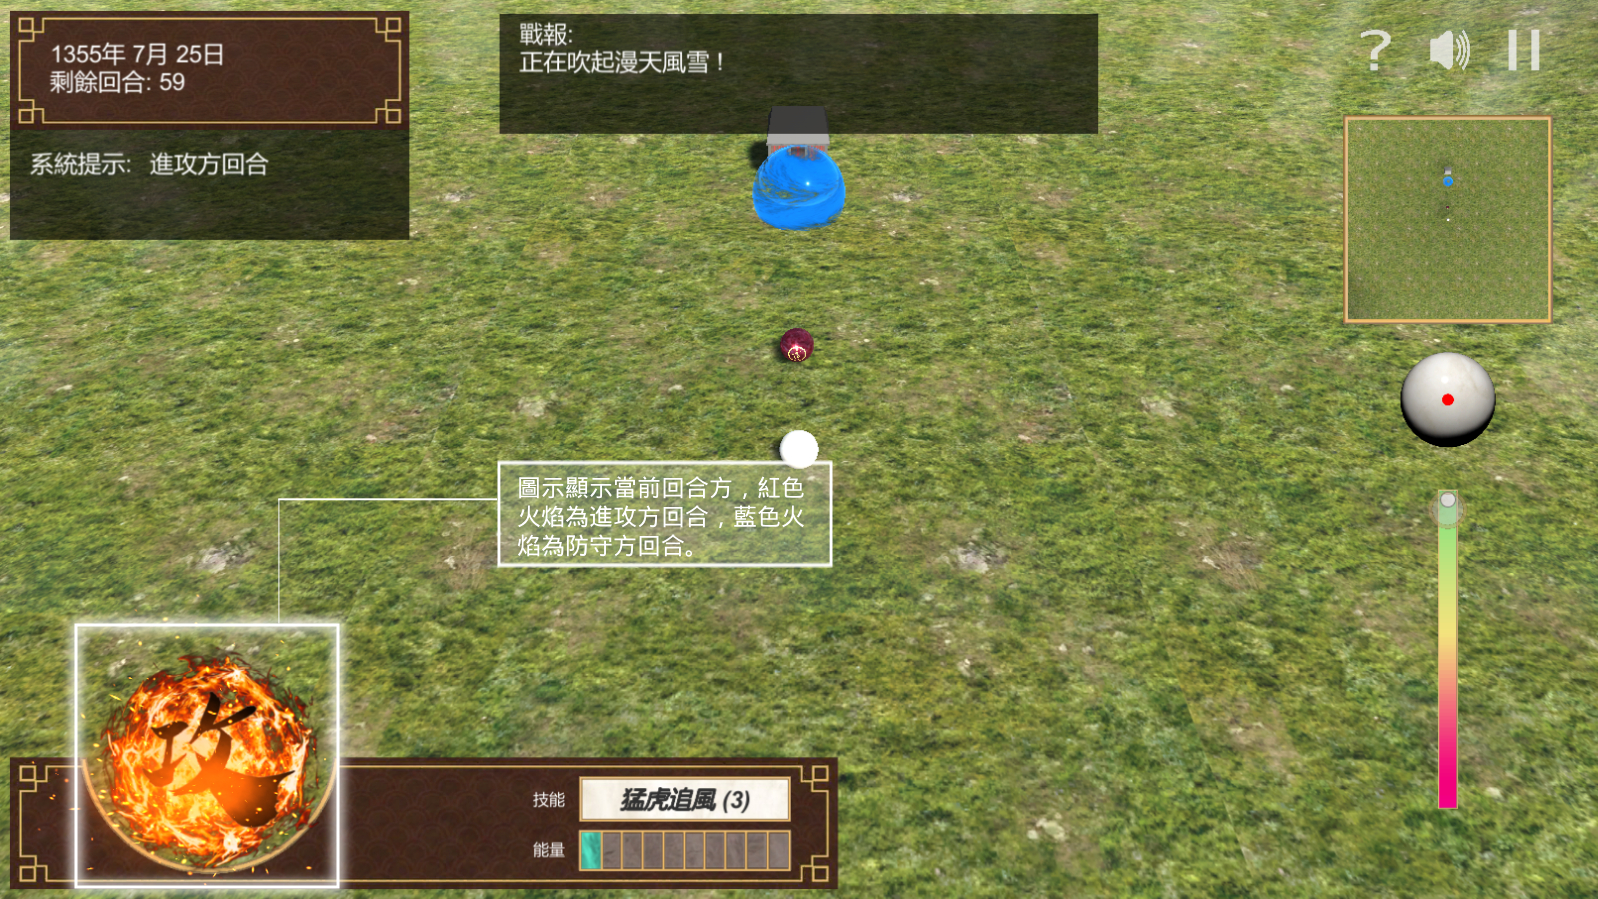 1355年 7月 25日
剩餘回合: 59
系統提示: 進攻方回合
戰報:
正在吹起漫天風雪！
?
圖示顯示當前回合方，紅色
火焰為進攻方回合，藍色火
焰為防守方回合。
攻
技能
猛虎追風 (3)
能量